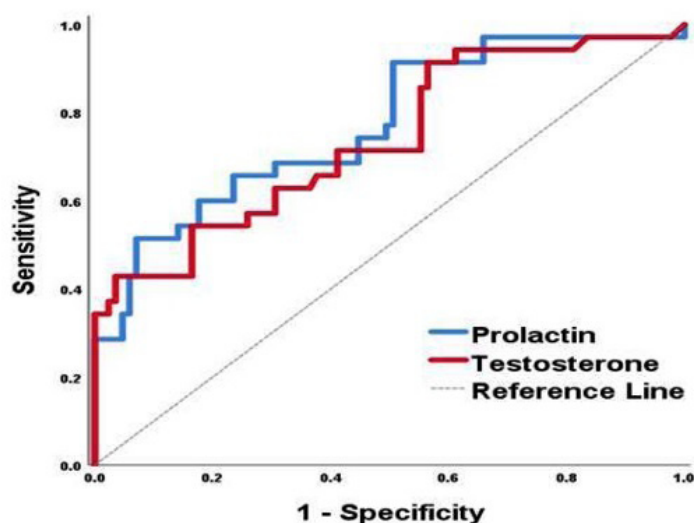 1.0
0.8
0.6
0.4
0.2
0.0
Sensitivity
Prolactin
Testosterone
Reference Line
0.0 0.2 0.4 0.6 0.8 1.0
1 - Specificity